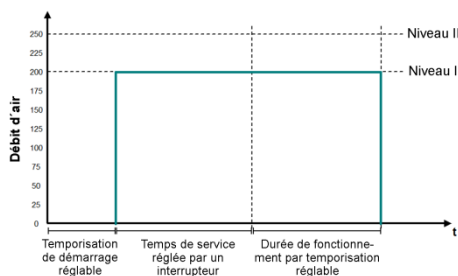 Débit d´air
250
225
200
175
150
125
100
75
50
25
0
Niveau II
Niveau I
t
Temporisation
de démarrage
réglable
Temps de service
réglée par un
interrupteur
Durée de fonctionne-
ment par temporisation
réglable